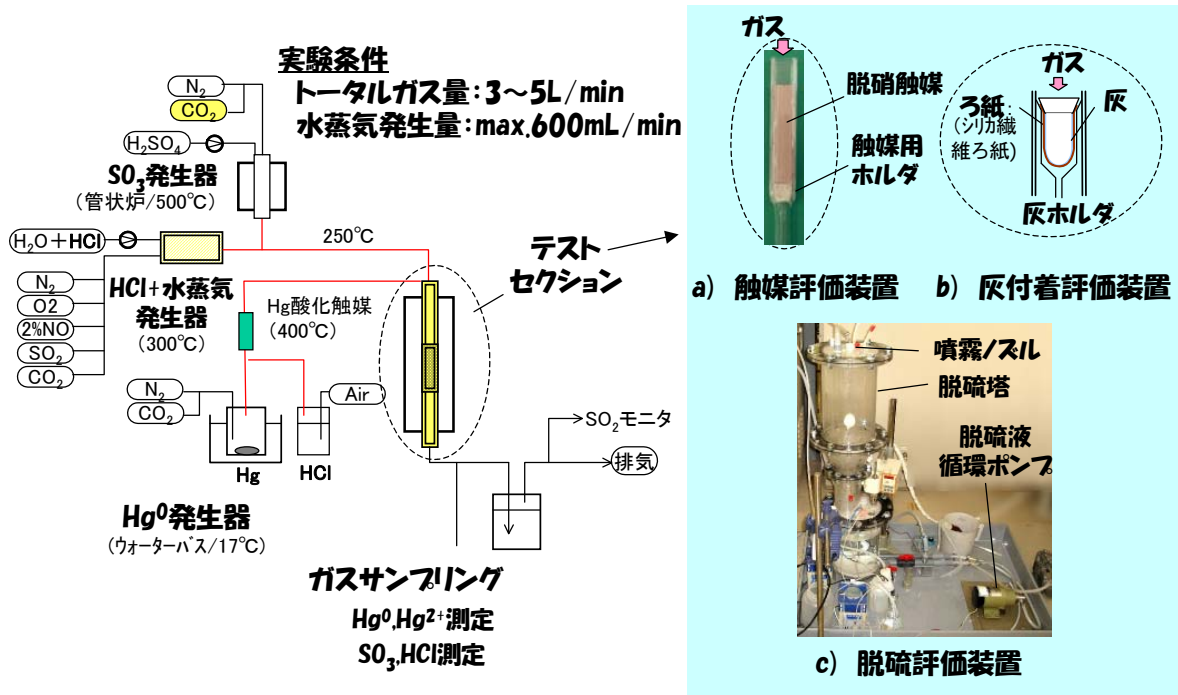 実験条件
トータルガス量:3～5L/min
水蒸気発生量:max.600mL/min
N₂
CO₂
H₂SO₄
SO₃発生器
(管状炉/500℃)
H₂O＋HCl
250℃
N₂
O2
2%NO
SO₂
CO₂
HCl+水蒸気
発生器
(300℃)
Hg酸化触媒
(400℃)
テスト
セクション
N₂
CO₂
Air
Hg
HCl
SO₂モニタ
排気
Hg⁰発生器
(ウォーターバス/17℃)
ガスサンプリング
Hg⁰,Hg²⁺測定
SO₃,HCl測定
ガス
脱硝触媒
触媒用
ホルダ
a) 触媒評価装置
ガス
ろ紙
(シリカ繊
維ろ紙)
灰
灰ホルダ
b) 灰付着評価装置
噴霧ノズル
脱硫塔
脱硫液
循環ポンプ
c) 脱硫評価装置